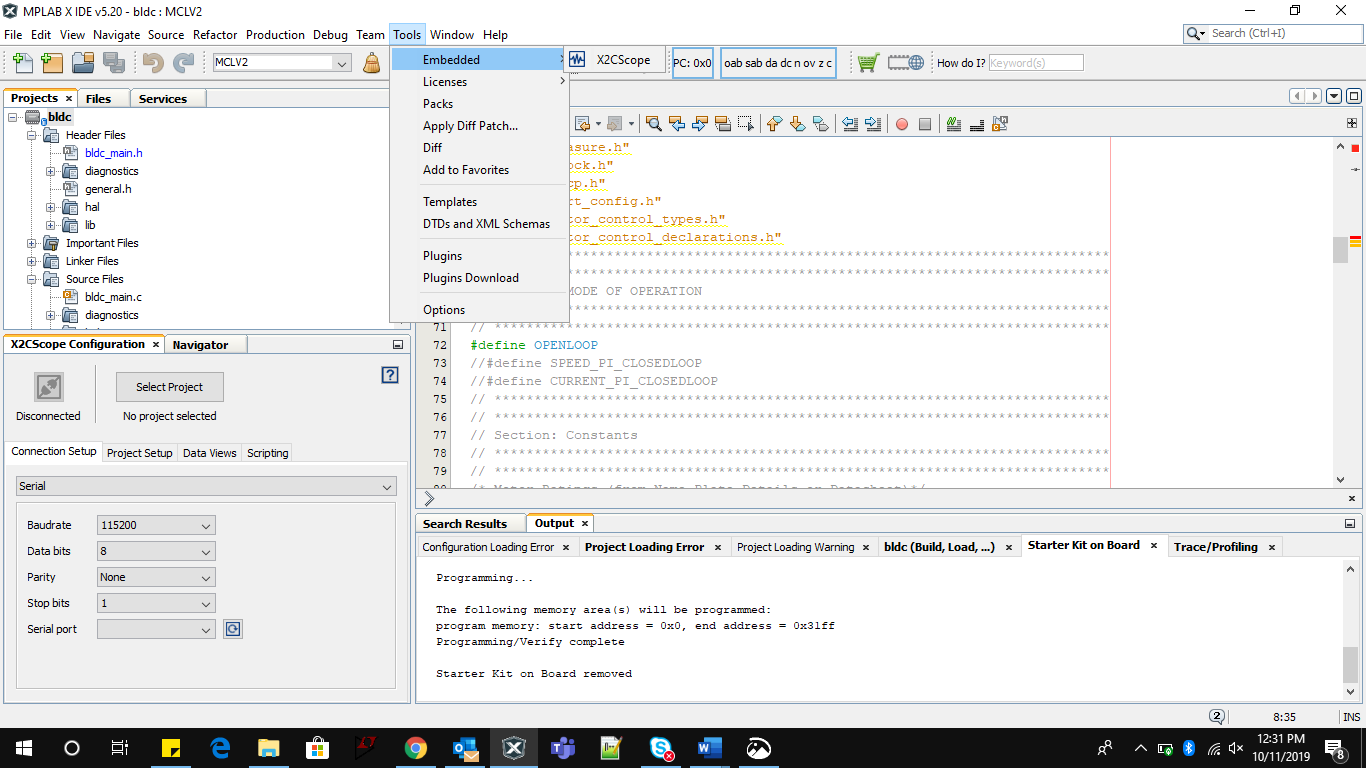 MPLAB X IDE v5.20 - bldc : MCLV2
File Edit View Navigate Source Refactor Production Debug Team Tools Window Help
Search (Ctrl+I)
MCLV2
PC: 0x0
oab sab da dc n ov z c
How do I?
Keyword(s)
Embedded
X2CScope
Licenses
Packs
Apply Diff Patch...
Diff
Add to Favorites
Templates
DTDs and XML Schemas
Plugins
Plugins Download
Options
Projects × Files Services
bldc
Header Files
bldc_main.h
diagnostics
general.h
hal
lib
Important Files
Linker Files
Source Files
bldc_main.c
diagnostics
asure.h"
ock.h"
cp.h"
rt_config.h"
tor_control_types.h"
tor_control_declarations.h"
******************************************************************
******************************************************************
MODE OF OPERATION
******************************************************************
71 // ****************************************************************************
72 #define OPENLOOP
73 //#define SPEED_PI_CLOSEDLOOP
74 //#define CURRENT_PI_CLOSEDLOOP
75 // ****************************************************************************
76 // ****************************************************************************
77 // Section: Constants
78 // ****************************************************************************
79 // ****************************************************************************
X2CScope Configuration × Navigator
Select Project
Disconnected
No project selected
Connection Setup Project Setup Data Views Scripting
Serial
Baudrate 115200
Data bits 8
Parity None
Stop bits 1
Serial port
Search Results Output ×
Configuration Loading Error × Project Loading Error × Project Loading Warning × bldc (Build, Load, ...) × Starter Kit on Board × Trace/Profiling ×
Programming...
The following memory area(s) will be programmed:
program memory: start address = 0x0, end address = 0x31ff
Programming/Verify complete
Starter Kit on Board removed
2
8:35
INS
12:31 PM
10/11/2019
8